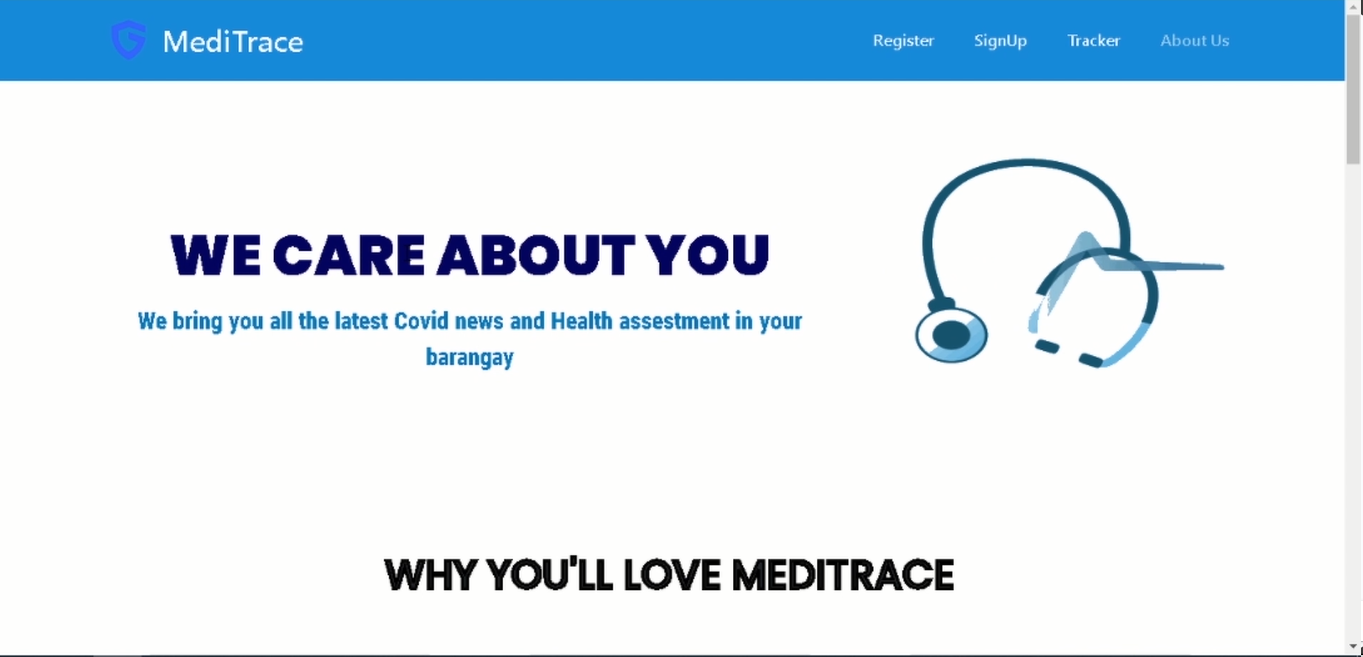 MediTrace
Register SignUp Tracker About Us
WE CARE ABOUT YOU
We bring you all the latest Covid news and Health assestment in your
barangay
WHY YOU'LL LOVE MEDITRACE